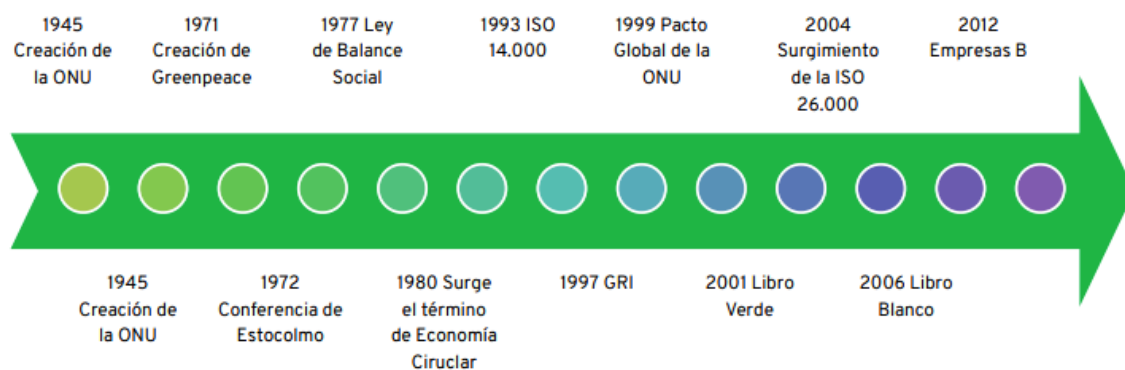 1945
Creación de
la ONU
1971
Creación de
Greenpeace
1977 Ley
de Balance
Social
1993 ISO
14.000
1999 Pacto
Global de la
ONU
2004
Surgimiento
de la ISO
26.000
2012
Empresas B
1945
Creación de
la ONU
1972
Conferencia de
Estocolmo
1980 Surge
el término
de Economía
Ciruclar
1997 GRI
2001 Libro
Verde
2006 Libro
Blanco